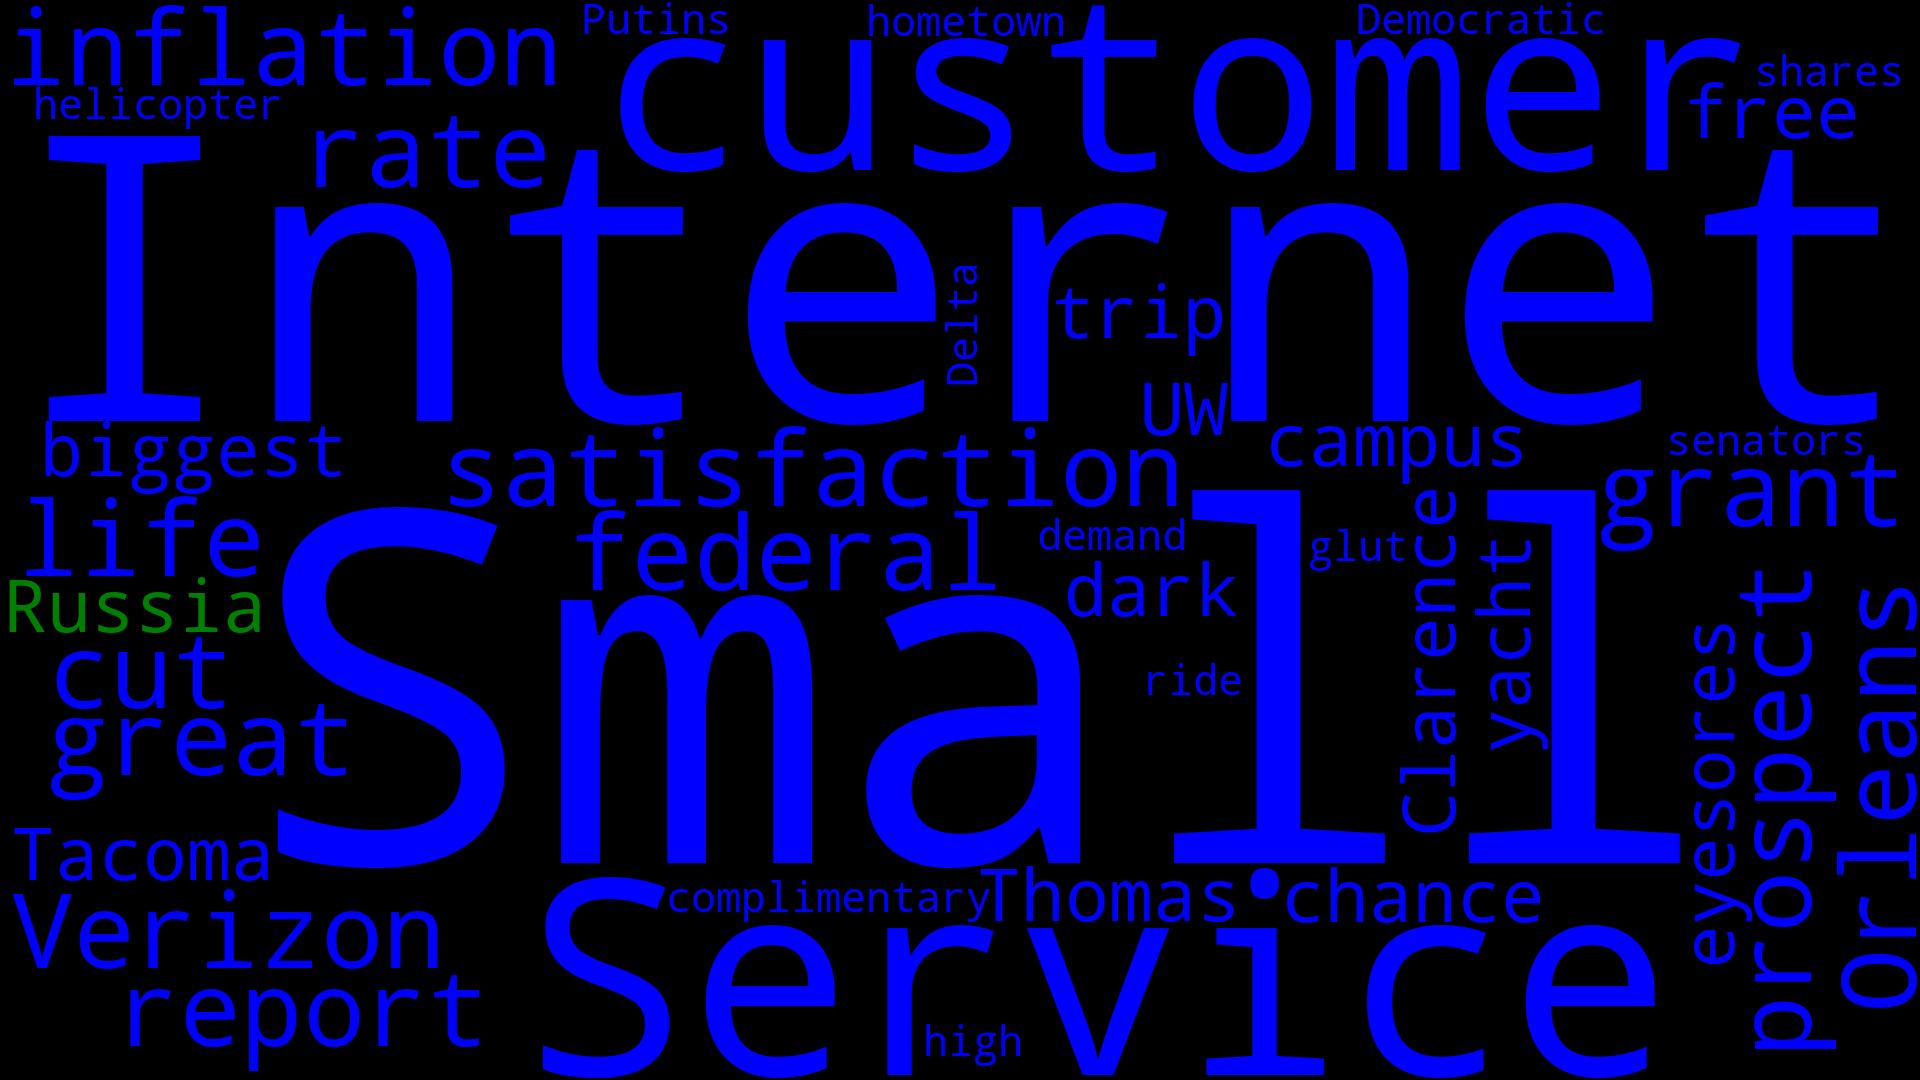 inflation
Putins
hometown
Democratic
customer
shares
helicopter
free
rate
Internet
Delta
trip
UW
biggest
satisfaction
campus
senators
grant
life
federal
demand
glut
Clarence
yacht
dark
Russia
Small
cut
ride
eyesores
prospect
Orleans
great
Tacoma
complimentary
Thomas
chance
Verizon
Service
report
high